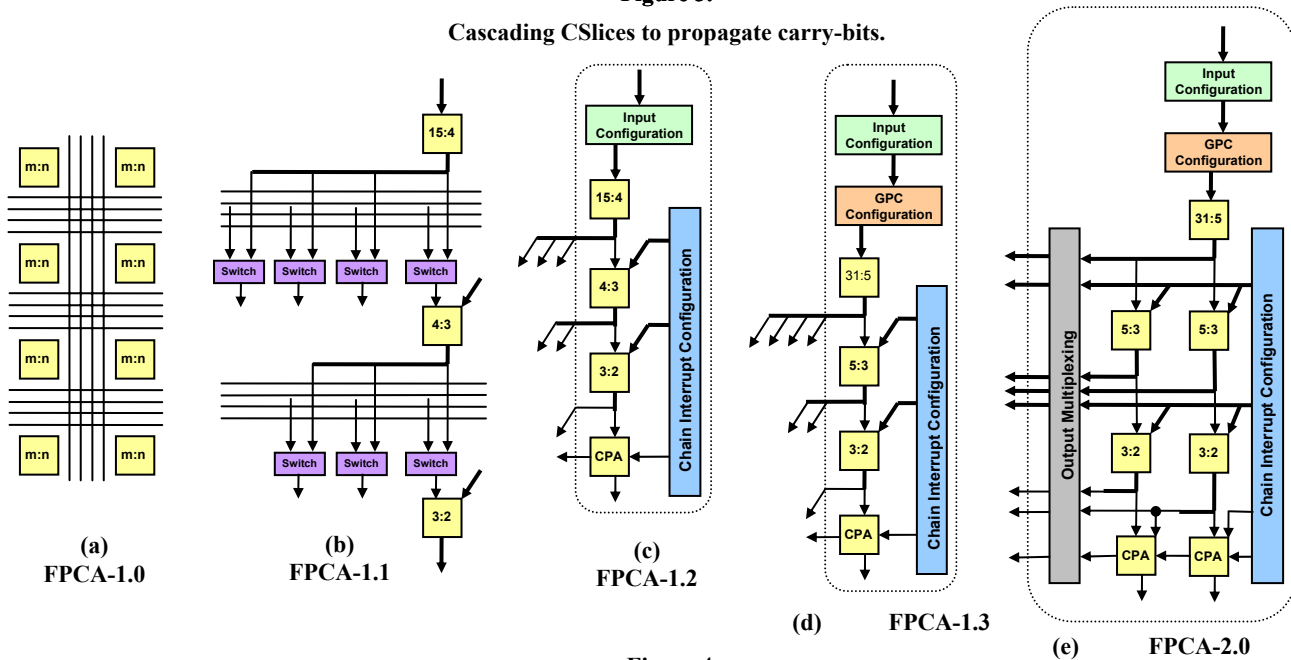 Cascading CSlices to propagate carry-bits.
m:n
m:n
m:n
m:n
m:n
m:n
m:n
m:n
(a)
FPCA-1.0
15:4
Switch
Switch
Switch
Switch
4:3
Switch
Switch
Switch
3:2
(b)
FPCA-1.1
Input
Configuration
15:4
4:3
3:2
CPA
Chain Interrupt Configuration
(c)
FPCA-1.2
Input
Configuration
GPC
Configuration
31:5
5:3
3:2
CPA
Chain Interrupt Configuration
(d)
FPCA-1.3
Input
Configuration
GPC
Configuration
31:5
5:3
5:3
3:2
3:2
CPA
CPA
Output Multiplexing
Chain Interrupt Configuration
(e)
FPCA-2.0